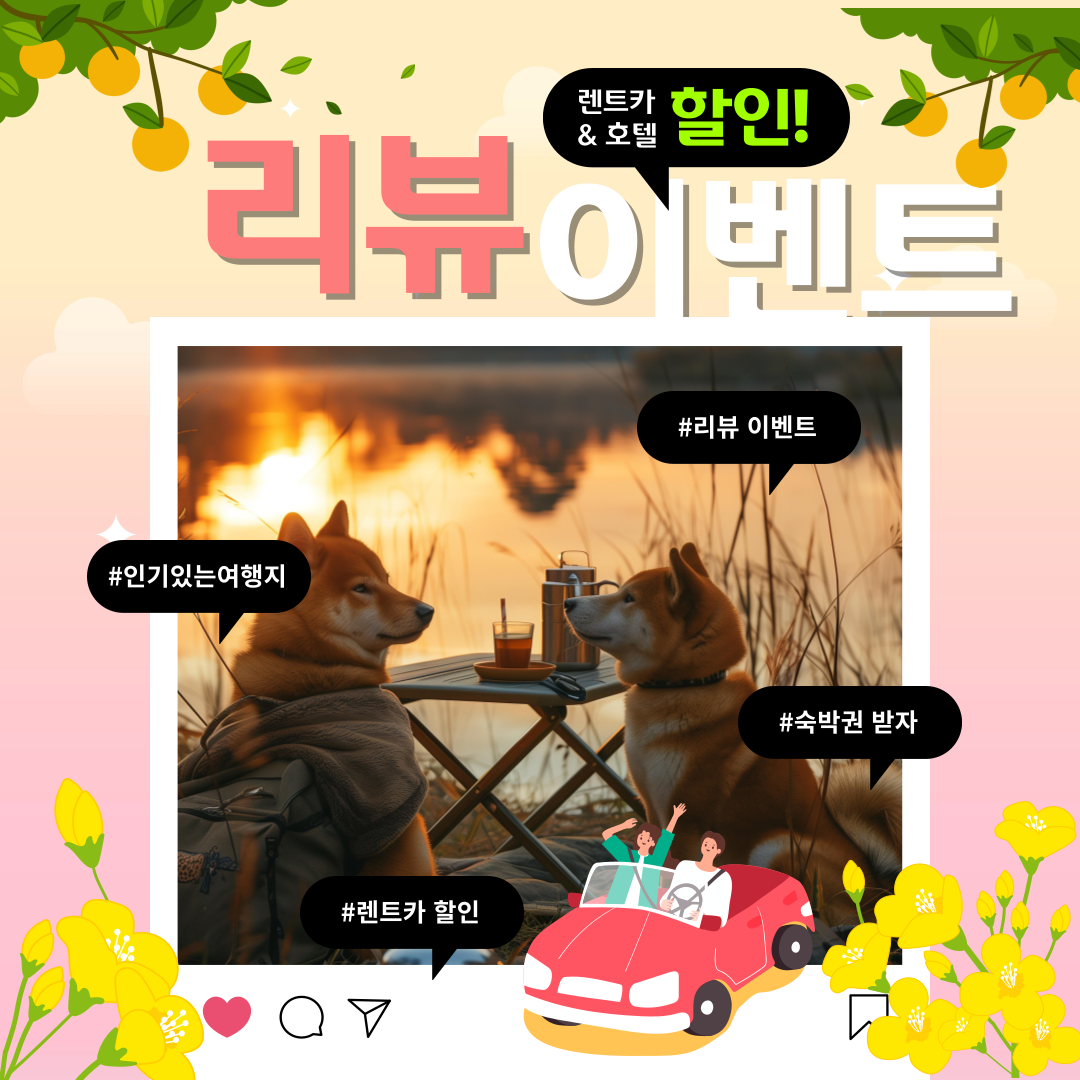 렌트카
& 호텔
할인!
리뷰 이벤트
#리뷰 이벤트
#인기있는여행지
#숙박권 받자
#렌트카 할인